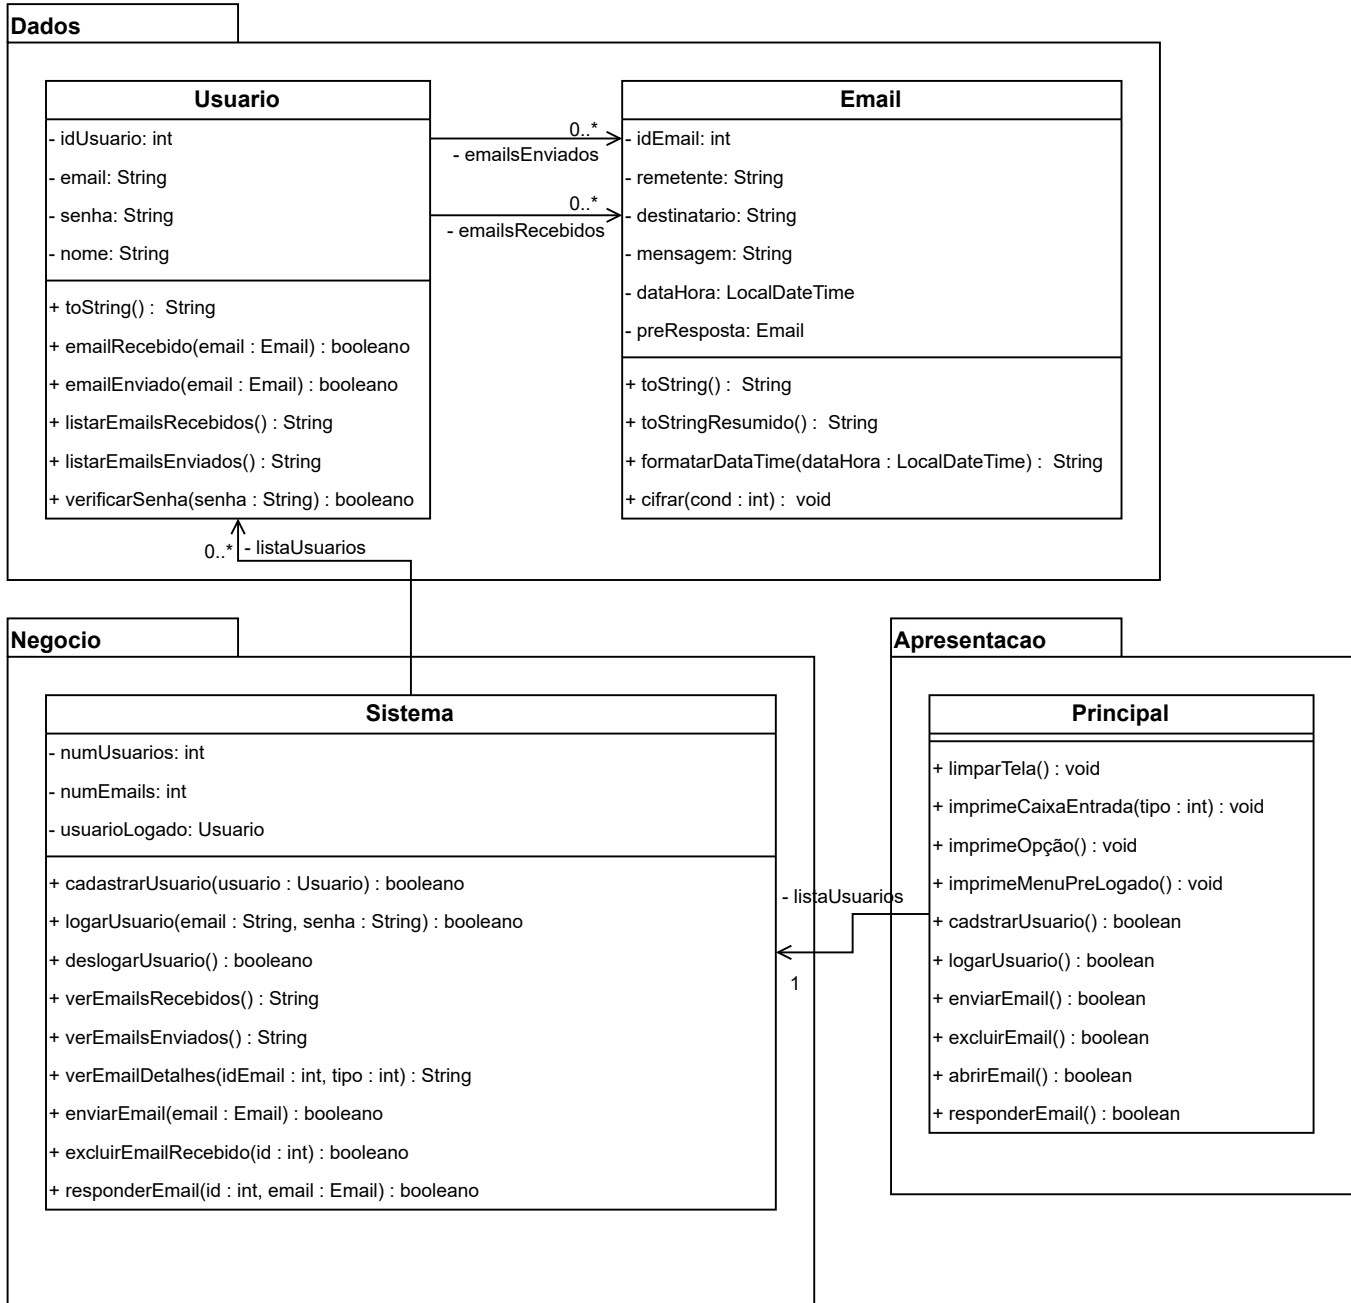 Dados
Usuario
- idUsuario: int
- email: String
- senha: String
- nome: String
+ toString() : String
+ emailRecebido(email : Email) : booleano
+ emailEnviado(email : Email) : booleano
+ listarEmailsRecebidos() : String
+ listarEmailsEnviados() : String
+ verificarSenha(senha : String) : booleano
0..*
- emailsEnviados
0..*
- emailsRecebidos
Email
- idEmail: int
- remetente: String
- destinatario: String
- mensagem: String
- dataHora: LocalDateTime
- preResposta: Email
+ toString() : String
+ toStringResumido() : String
+ formatarDataTime(dataHora : LocalDateTime) : String
+ cifrar(cond : int) : void
0..*
- listaUsuarios
Negocio
Sistema
- numUsuarios: int
- numEmails: int
- usuarioLogado: Usuario
+ cadastrarUsuario(usuario : Usuario) : booleano
+ logarUsuario(email : String, senha : String) : booleano
+ deslogarUsuario() : booleano
+ verEmailsRecebidos() : String
+ verEmailsEnviados() : String
+ verEmailDetalhes(idEmail : int, tipo : int) : String
+ enviarEmail(email : Email) : booleano
+ excluirEmailRecebido(id : int) : booleano
+ responderEmail(id : int, email : Email) : booleano
- listaUsuarios
1
Apresentacao
Principal
+ limparTela() : void
+ imprimeCaixaEntrada(tipo : int) : void
+ imprimeOpção() : void
+ imprimeMenuPreLogado() : void
+ cadstrarUsuario() : boolean
+ logarUsuario() : boolean
+ enviarEmail() : boolean
+ excluirEmail() : boolean
+ abrirEmail() : boolean
+ responderEmail() : boolean